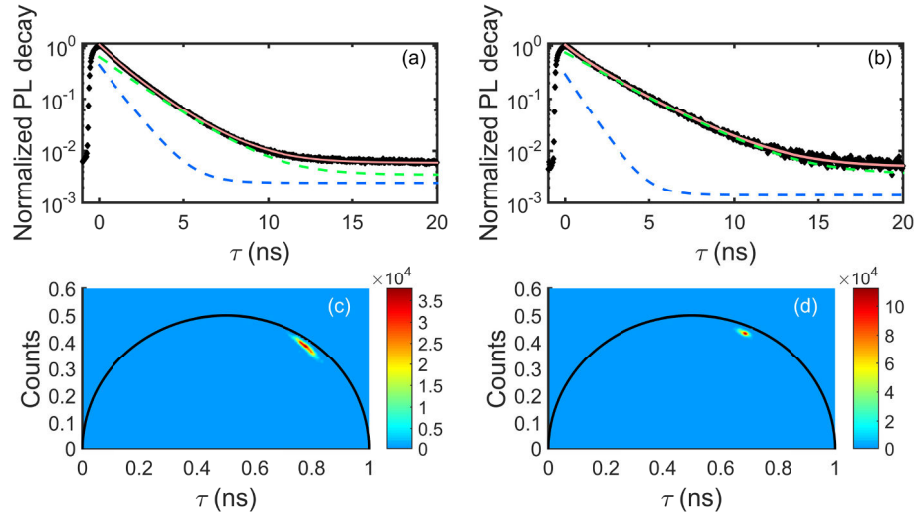 Normalized PL decay
10^0
10^-1
10^-2
10^-3
(a)
0 5 10 15 20
τ (ns)
Normalized PL decay
10^0
10^-1
10^-2
10^-3
(b)
0 5 10 15 20
τ (ns)
Counts
0.6
0.5
0.4
0.3
0.2
0.1
0
(c)
0 0.2 0.4 0.6 0.8 1
τ (ns)
×10^4
3.5
3
2.5
2
1.5
1
0.5
0
Counts
0.6
0.5
0.4
0.3
0.2
0.1
0
(d)
0 0.2 0.4 0.6 0.8 1
τ (ns)
×10^4
10
8
6
4
2
0